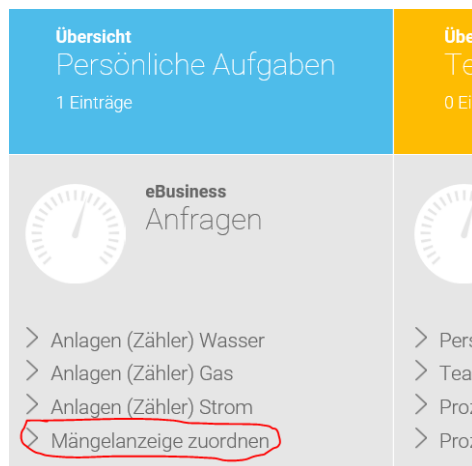 Übersicht
Persönliche Aufgaben
1 Einträge
eBusiness
Anfragen
Anlagen (Zähler) Wasser
Anlagen (Zähler) Gas
Anlagen (Zähler) Strom
Mängelanzeige zuordnen